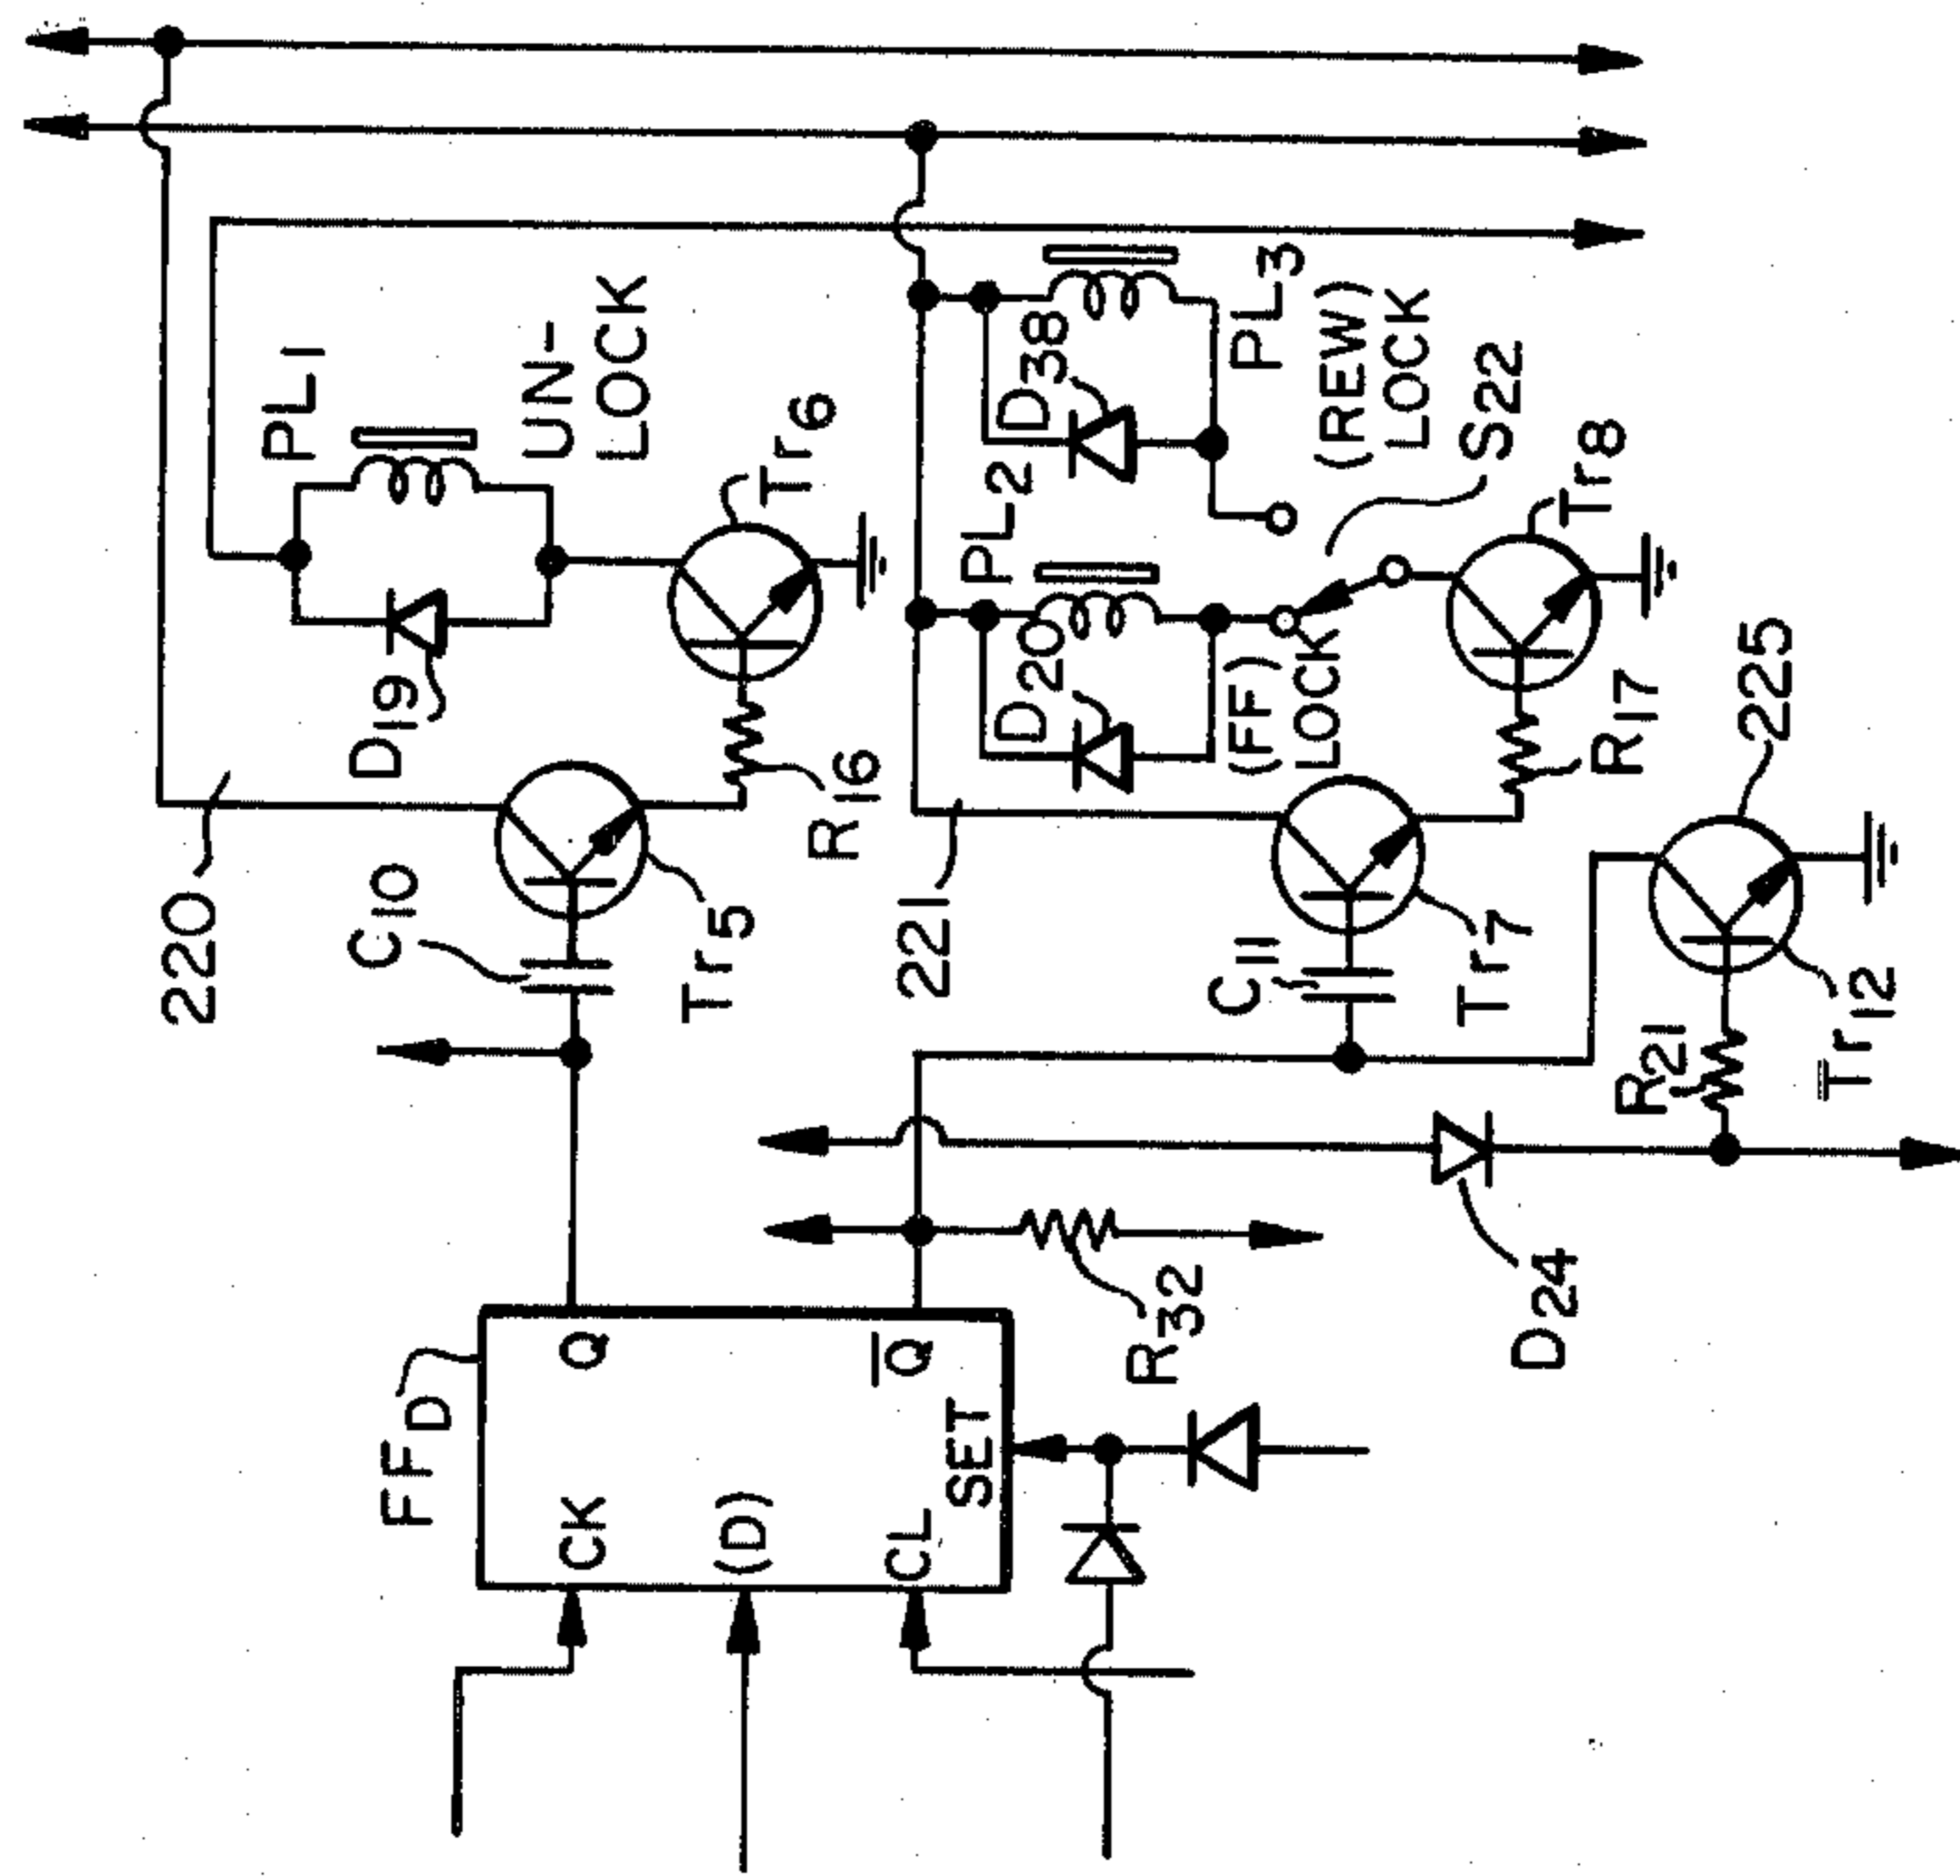 PL1
UN-
LOCK
Tr6
D19
R16
220
C10
Tr5
PL3
(REW)
LOCK
D38
S22
PL2
D20
(FF)
LOCK
Tr8
R17
225
221
C11
Tr7
R21
Tr12
FFD
Q
Q̅
CK
(D)
CL
SET
R32
D24